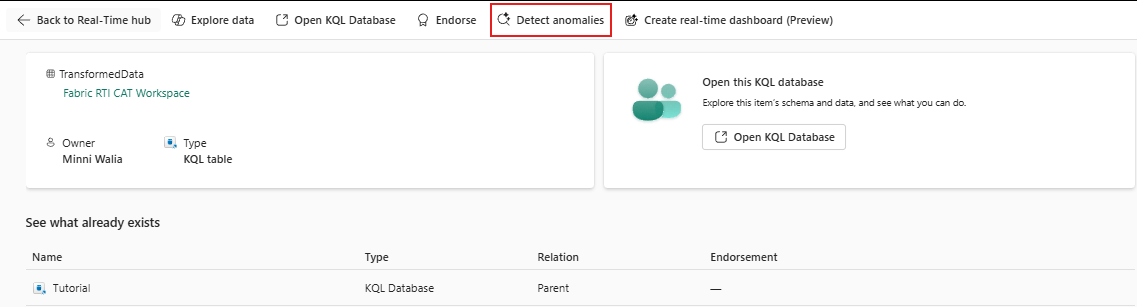 Back to Real-Time hub Explore data Open KQL Database Endorse Detect anomalies Create real-time dashboard (Preview)
TransformedData
Fabric RTI CAT Workspace
Owner Type
Minni Walia KQL table
Open this KQL database
Explore this item's schema and data, and see what you can do.
Open KQL Database
See what already exists
Name Type Relation Endorsement
Tutorial KQL Database Parent —